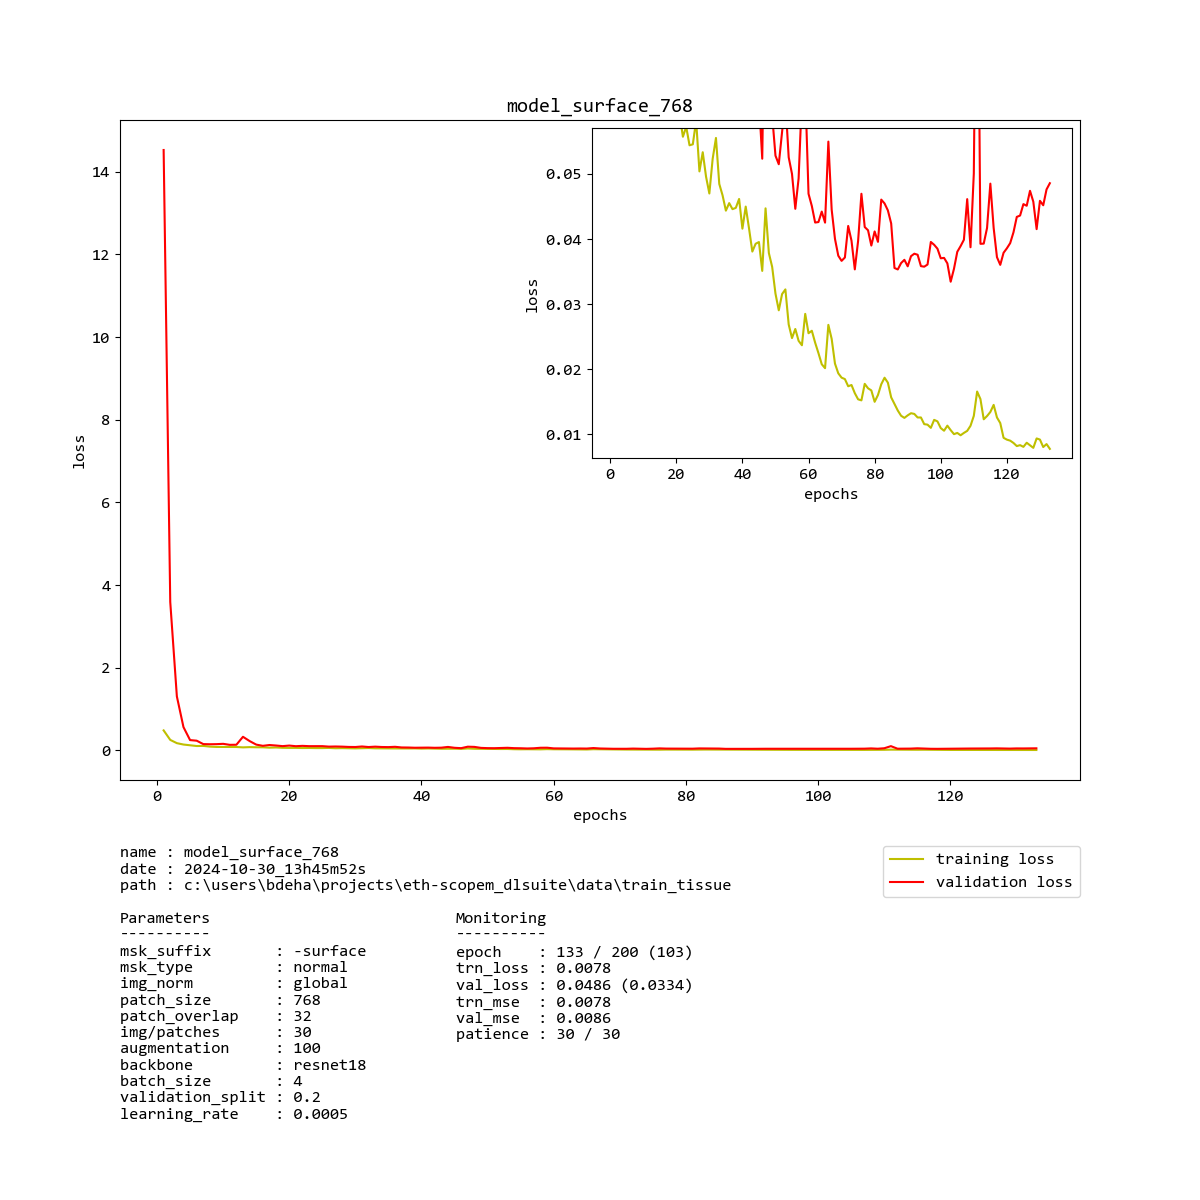 model_surface_768
14
12
10
8
6
4
2
0
loss
0 20 40 60 80 100 120
epochs
0.05
0.04
0.03
0.02
0.01
loss
0 20 40 60 80 100 120
epochs
name : model_surface_768
date : 2024-10-30_13h45m52s
path : c:\users\bdeha\projects\eth-scopem_dlsuite\data\train_tissue
training loss
validation loss
Parameters
----------
msk_suffix : -surface
msk_type : normal
img_norm : global
patch_size : 768
patch_overlap : 32
img/patches : 30
augmentation : 100
backbone : resnet18
batch_size : 4
validation_split : 0.2
learning_rate : 0.0005
Monitoring
----------
epoch : 133 / 200 (103)
trn_loss : 0.0078
val_loss : 0.0486 (0.0334)
trn_mse : 0.0078
val_mse : 0.0086
patience : 30 / 30